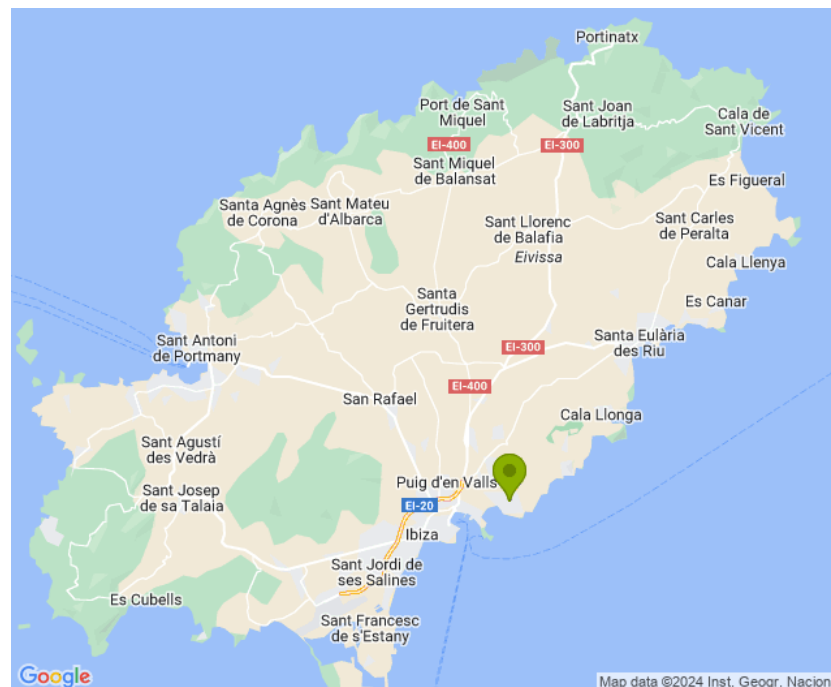 Portinatx
Port de Sant
Miquel
Sant Joan
de Labritja
Cala de
Sant Vicent
EI-400
EI-300
Sant Miquel
de Balansat
Es Figueral
Santa Agnès
de Corona
Sant Mateu
d'Albarca
Sant Llorenc
de Balafia
Sant Carles
de Peralta
Eivissa
Cala Llenya
Santa
Gertrudis
de Fruitera
Es Canar
Sant Antoni
de Portmany
Santa Eulària
des Riu
EI-300
EI-400
San Rafael
Cala Llonga
Sant Agustí
des Vedrà
Puig d'en Valls
Sant Josep
de sa Talaia
EI-20
Ibiza
Sant Jordi de
ses Salines
Es Cubells
Sant Francesc
de s'Estany
Google
Map data ©2024 Inst. Geogr. Nacion